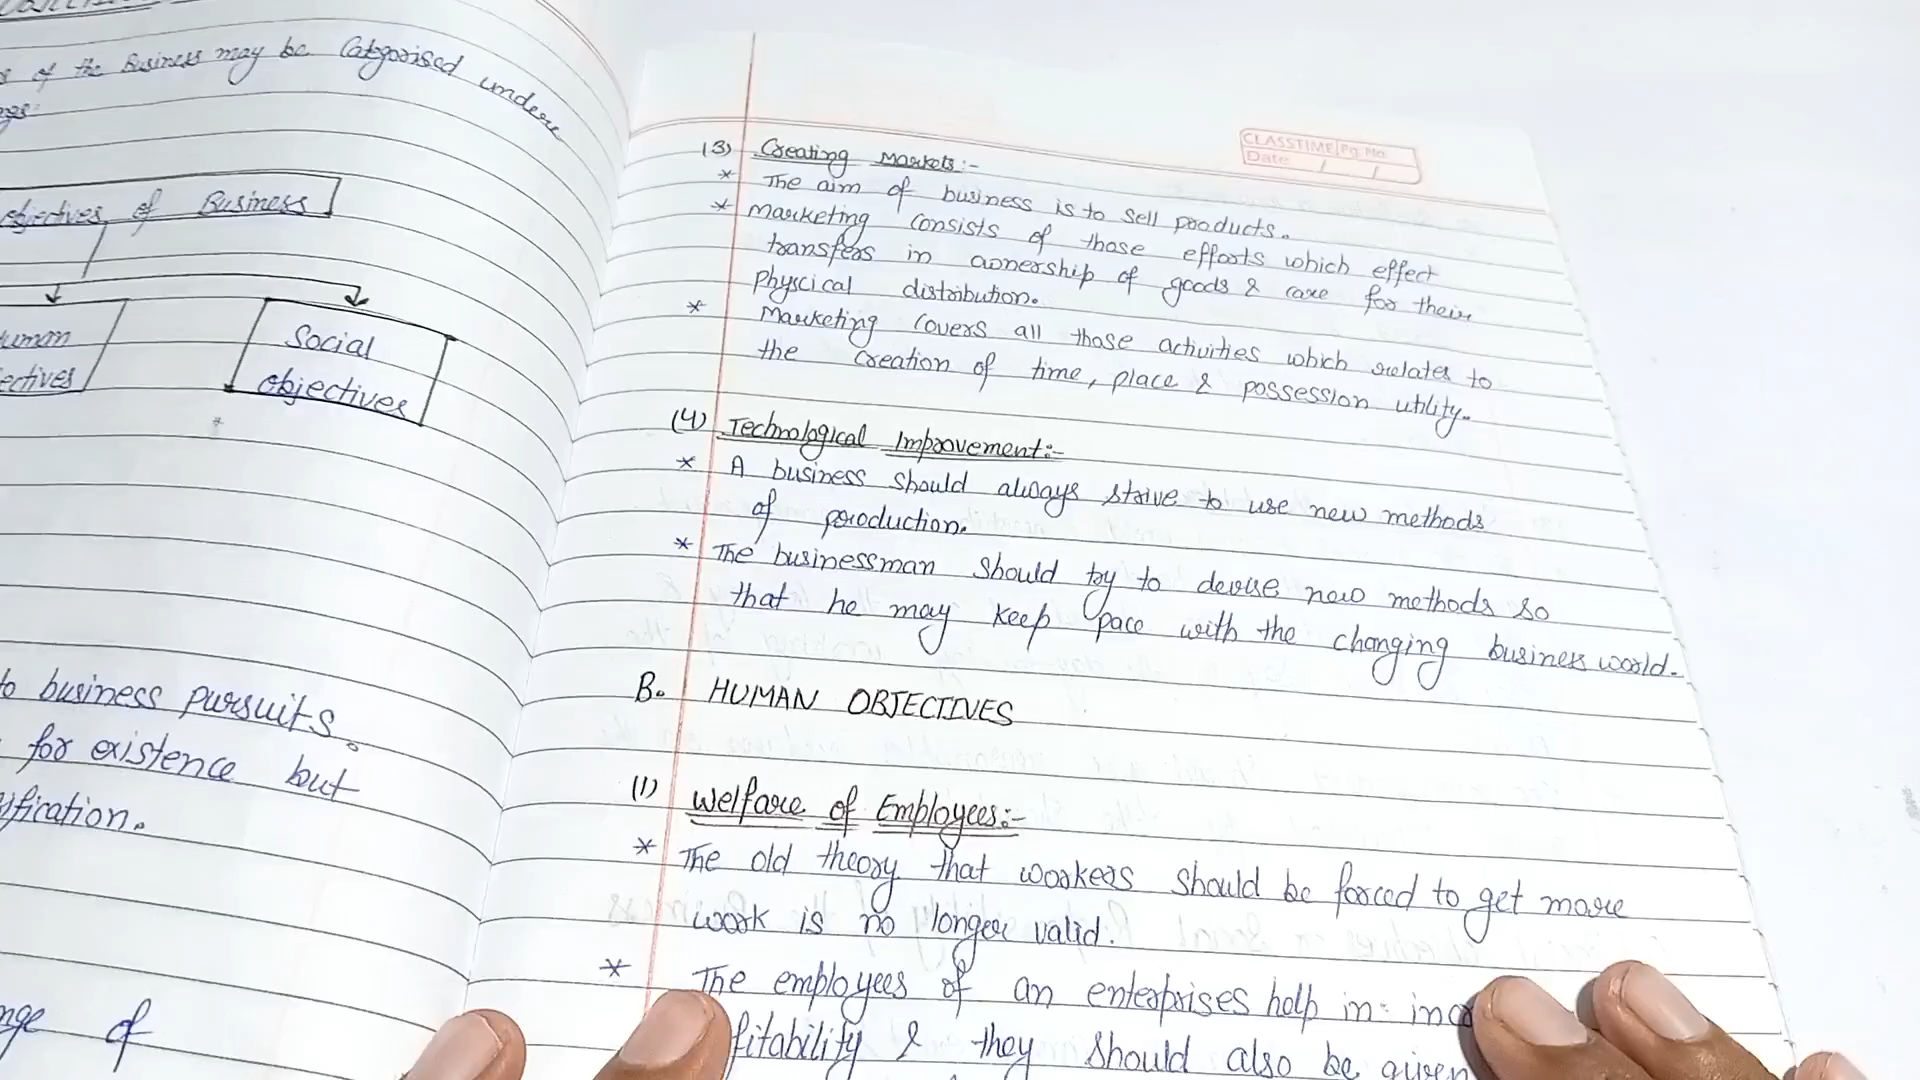 of the Business may be Categorised under
objectives of Business
Social
objectives
to business pursuits.
for existence but
of
CLASSTIME Pg. No.
Date / /
(3) Creating Markets:-
* The aim of business is to sell products.
* Marketing consists of those efforts which effect
transfers in ownership of goods & care for their
Physcical distribution.
* Marketing covers all those activities which relates to
the creation of time, place & possession utility.
(4) Technological Improvement:-
* A business should always strive to use new methods
of production.
* The businessman should try to devise new methods so
that he may keep pace with the changing business world.
B. HUMAN OBJECTIVES
(1) Welfare of Employees:-
* The old theory that workers should be forced to get more
work is no longer valid.
* The employees of an enterprises help in
& they should also be given